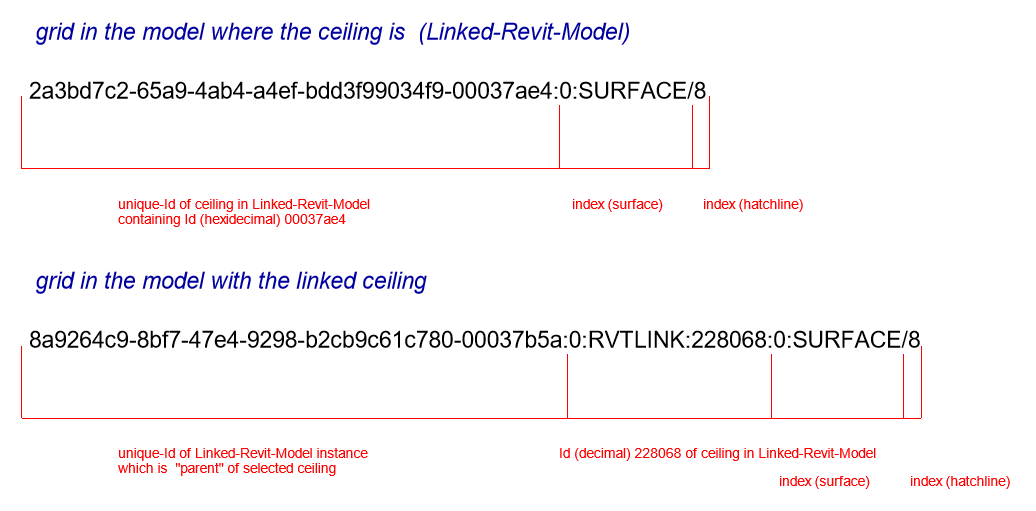 grid in the model where the ceiling is (Linked-Revit-Model)
2a3bd7c2-65a9-4ab4-a4ef-bdd3f99034f9-00037ae4:0:SURFACE/8
unique-Id of ceiling in Linked-Revit-Model
containing Id (hexidecimal) 00037ae4
index (surface)
index (hatchline)
grid in the model with the linked ceiling
8a9264c9-8bf7-47e4-9298-b2cb9c61c780-00037b5a:0:RVTLINK:228068:0:SURFACE/8
unique-Id of Linked-Revit-Model instance
which is "parent" of selected ceiling
Id (decimal) 228068 of ceiling in Linked-Revit-Model
index (surface)
index (hatchline)